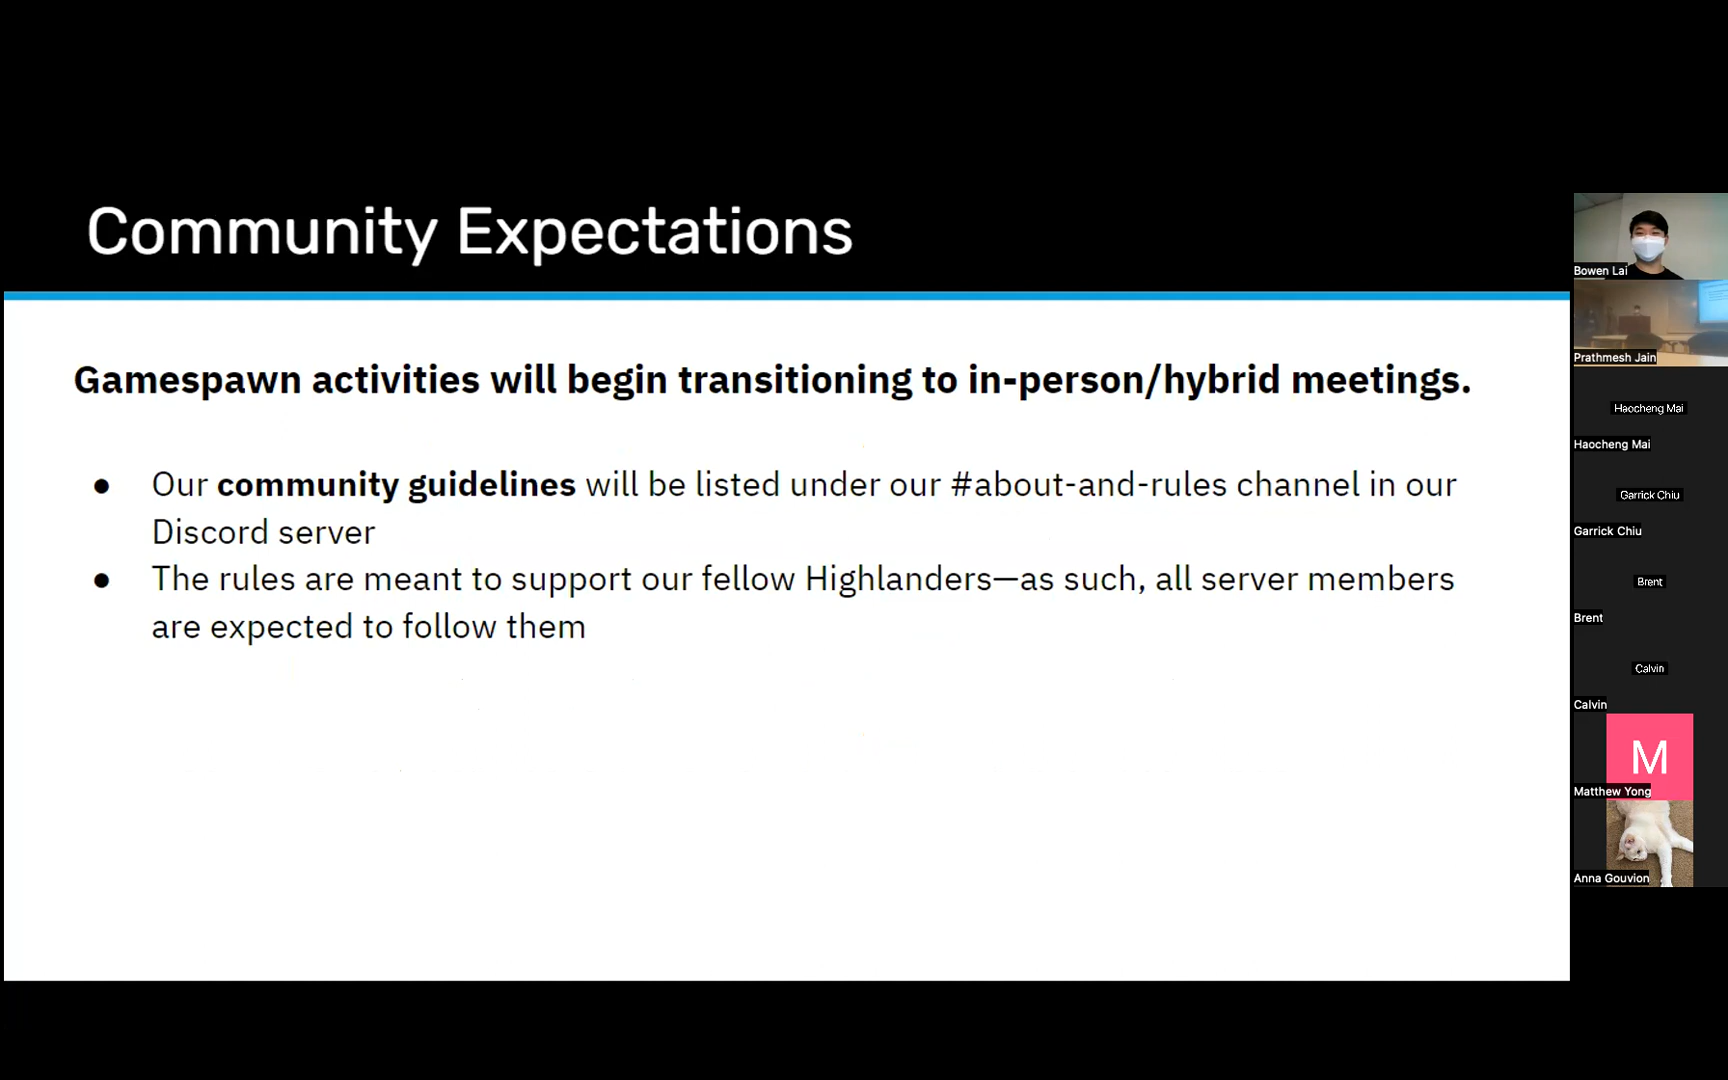 Community Expectations
Gamespawn activities will begin transitioning to in-person/hybrid meetings.
● Our community guidelines will be listed under our #about-and-rules channel in our
Discord server
● The rules are meant to support our fellow Highlanders—as such, all server members
are expected to follow them
Bowen Lai
Prathmesh Jain
Haocheng Mai
Haocheng Mai
Garrick Chiu
Garrick Chiu
Brent
Brent
Calvin
Calvin
M
Matthew Yong
Anna Gouvion